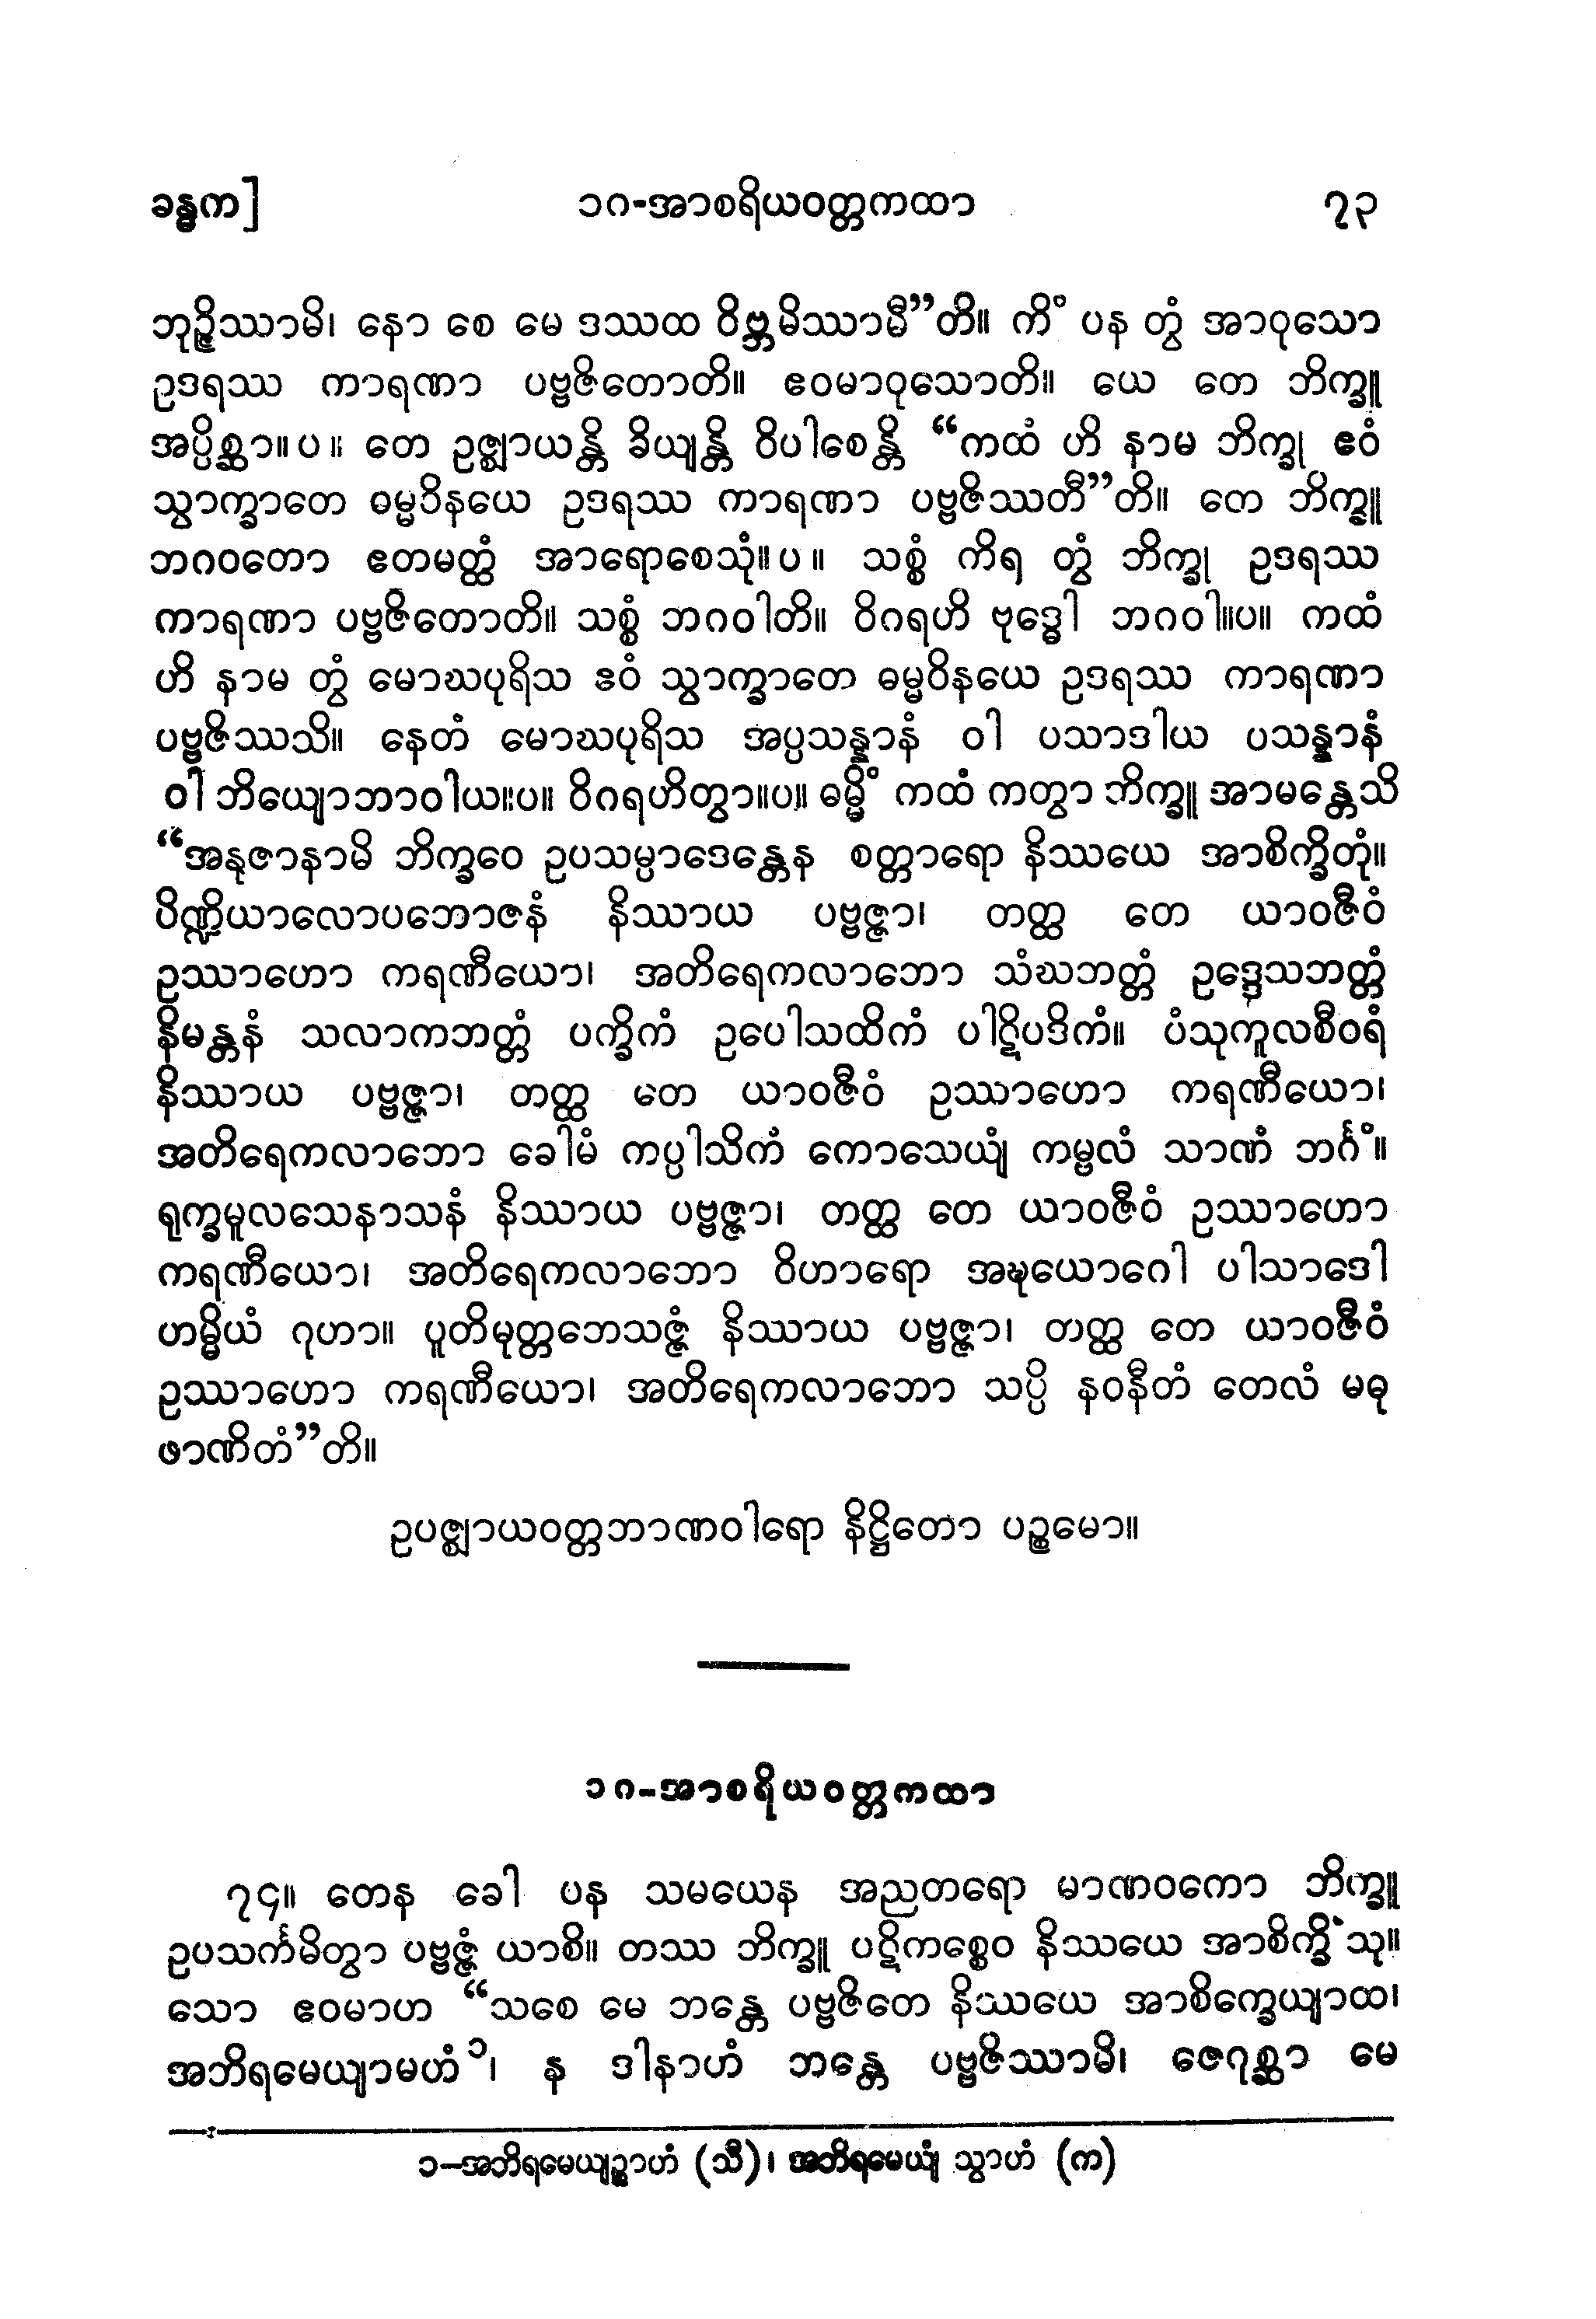 ခန္ဓက]
၁ဂ-အာစရိယဝတ္တကထာ
၇၃
ဘုဉ္ဇိဿာမိ၊ နော စေ မေ ဒဿထ ဝိဗ္ဘမိဿာမီ”တိ။ ကိံ ပန တွံ အာဝုသော
ဥဒရဿ ကာရဏာ ပဗ္ဗဇိတောတိ။ ဧဝမာဝုသောတိ။ ယေ တေ ဘိက္ခူ
အပ္ပိစ္ဆာ။ပ။ တေ ဥဇ္ဈာယန္တိ ခိယျန္တိ ဝိပါစေန္တိ “ကထံ ဟိ နာမ ဘိက္ခု ဧဝံ
သွာက္ခာတေ ဓမ္မဝိနယေ ဥဒရဿ ကာရဏာ ပဗ္ဗဇိဿတီ”တိ။ တေ ဘိက္ခူ
ဘဂဝတော ဧတမတ္ထံ အာရောစေသုံ။ပ။ သစ္စံ ကိရ တွံ ဘိက္ခု ဥဒရဿ
ကာရဏာ ပဗ္ဗဇိတောတိ။ သစ္စံ ဘဂဝါတိ။ ဝိဂရဟိ ဗုဒ္ဓေါ ဘဂဝါ။ပ။ ကထံ
ဟိ နာမ တွံ မောဃပုရိသ ဧဝံ သွာက္ခာတေ ဓမ္မဝိနယေ ဥဒရဿ ကာရဏာ
ပဗ္ဗဇိဿသိ။ နေတံ မောဃပုရိသ အပ္ပသန္နာနံ ဝါ ပသာဒါယ ပသန္နာနံ
ဝါ ဘိယျောဘာဝါယ။ပ။ ဝိဂရဟိတွာ။ပ။ ဓမ္မိံ ကထံ ကတွာ ဘိက္ခူ အာမန္တေသိ
“အနုဇာနာမိ ဘိက္ခဝေ ဥပသမ္ပာဒေန္တေန စတ္တာရော နိဿယေ အာစိက္ခိတုံ။
ပိဏ္ဍိယာလောပဘောဇနံ နိဿာယ ပဗ္ဗဇ္ဇာ၊ တတ္ထ တေ ယာဝဇီဝံ
ဥဿာဟော ကရဏီယော၊ အတိရေကလာဘော သံဃဘတ္တံ ဥဒ္ဒေသဘတ္တံ
နိမန္တနံ သလာကဘတ္တံ ပက္ခိကံ ဥပေါသထိကံ ပါဋိပဒိကံ။ ပံသုကူလစီဝရံ
နိဿာယ ပဗ္ဗဇ္ဇာ၊ တတ္ထ တေ ယာဝဇီဝံ ဥဿာဟော ကရဏီယော၊
အတိရေကလာဘော ခေါမံ ကပ္ပါသိကံ ကောသေယျံ ကမ္ဗလံ သာဏံ ဘင်္ဂံ။
ရုက္ခမူလသေနာသနံ နိဿာယ ပဗ္ဗဇ္ဇာ၊ တတ္ထ တေ ယာဝဇီဝံ ဥဿာဟော
ကရဏီယော၊ အတိရေကလာဘော ဝိဟာရော အဍ္ဎယောဂေါ ပါသာဒေါ
ဟမ္မိယံ ဂုဟာ။ ပူတိမုတ္တဘေသဇ္ဇံ နိဿာယ ပဗ္ဗဇ္ဇာ၊ တတ္ထ တေ ယာဝဇီဝံ
ဥဿာဟော ကရဏီယော၊ အတိရေကလာဘော သပ္ပိ နဝနီတံ တေလံ မဓု
ဖာဏိတံ”တိ။
ဥပဇ္ဈာယဝတ္တဘာဏဝါရော နိဋ္ဌိတော ပဉ္စမော။
၁ဂ-အာစရိယဝတ္တကထာ
၇၄။ တေန ခေါ ပန သမယေန အညတရော မာဏဝကော ဘိက္ခူ
ဥပသင်္ကမိတွာ ပဗ္ဗဇ္ဇံ ယာစိ။ တဿ ဘိက္ခူ ပဋိကစ္စေဝ နိဿယေ အာစိက္ခိံသု။
သော ဧဝမာဟ “သစေ မေ ဘန္တေ ပဗ္ဗဇိတေ နိဿယေ အာစိက္ခေယျာထ၊
အဘိရမေယျာမဟံ၁၊ န ဒါနာဟံ ဘန္တေ ပဗ္ဗဇိဿာမိ၊ ဇေဂုစ္ဆာ မေ
၁-အဘိရမေယျဉ္စာဟံ (သီ)၊ အဘိရမေယျံ သွာဟံ (က)